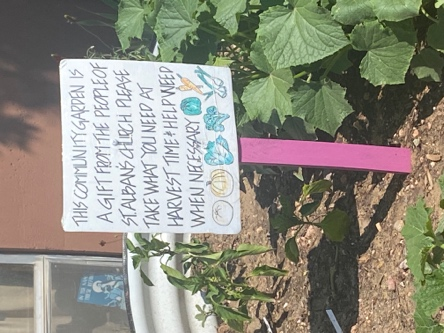 THIS COMMUNITY GARDEN IS
A GIFT FROM THE PEOPLE OF
ST ALBANS CHURCH. PLEASE
TAKE WHAT YOU NEED AT
HARVEST TIME & HELP WEED
WHEN NECESSARY